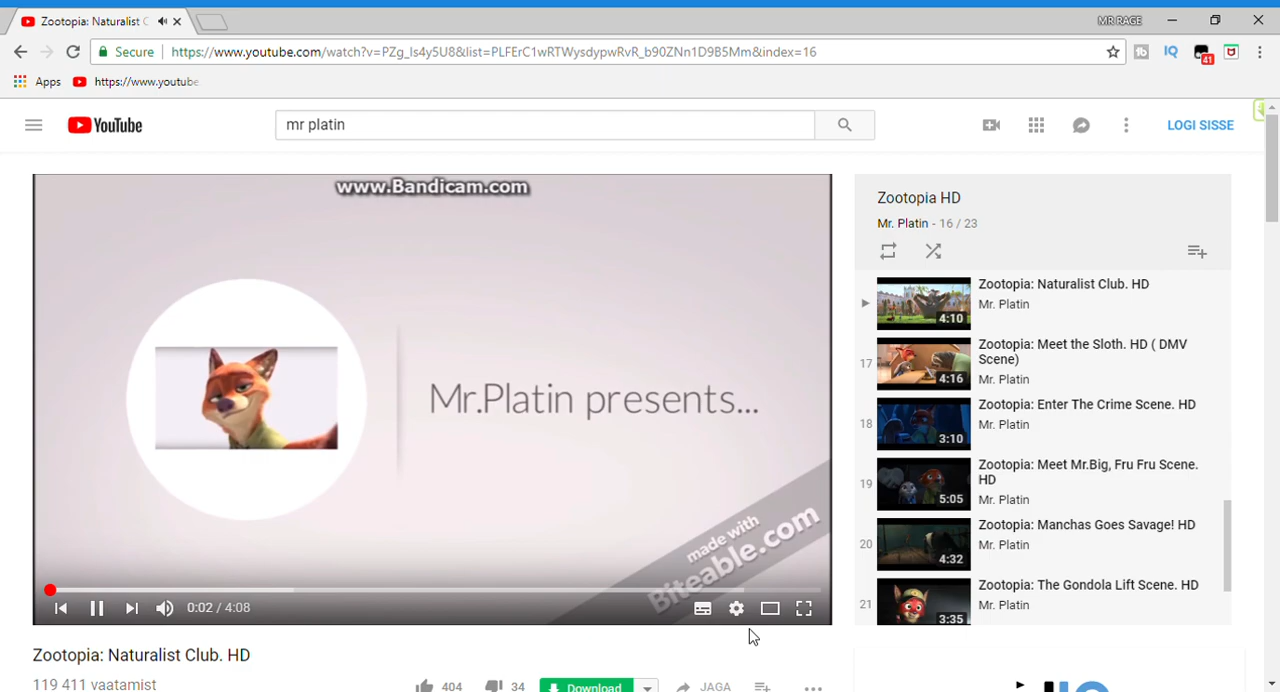 Zootopia: Naturalist C
MR RAGE
Secure
https://www.youtube.com/watch?v=PZg_ls4y5U8&list=PLFErC1wRTWysdypwRvR_b90ZNn1D9B5Mm&index=16
IQ
41
Apps
https://www.youtube
YouTube
mr platin
LOGI SISSE
www.Bandicam.com
Mr.Platin presents...
made with
Biteable.com
0:02 / 4:08
Zootopia HD
Mr. Platin - 16 / 23
Zootopia: Naturalist Club. HD
Mr. Platin
4:10
17
Zootopia: Meet the Sloth. HD ( DMV
Scene)
Mr. Platin
4:16
18
Zootopia: Enter The Crime Scene. HD
Mr. Platin
3:10
19
Zootopia: Meet Mr.Big, Fru Fru Scene.
HD
Mr. Platin
5:05
20
Zootopia: Manchas Goes Savage! HD
Mr. Platin
4:32
21
Zootopia: The Gondola Lift Scene. HD
Mr. Platin
3:35
Zootopia: Naturalist Club. HD
119 411 vaatamist
404
34
Download
JAGA